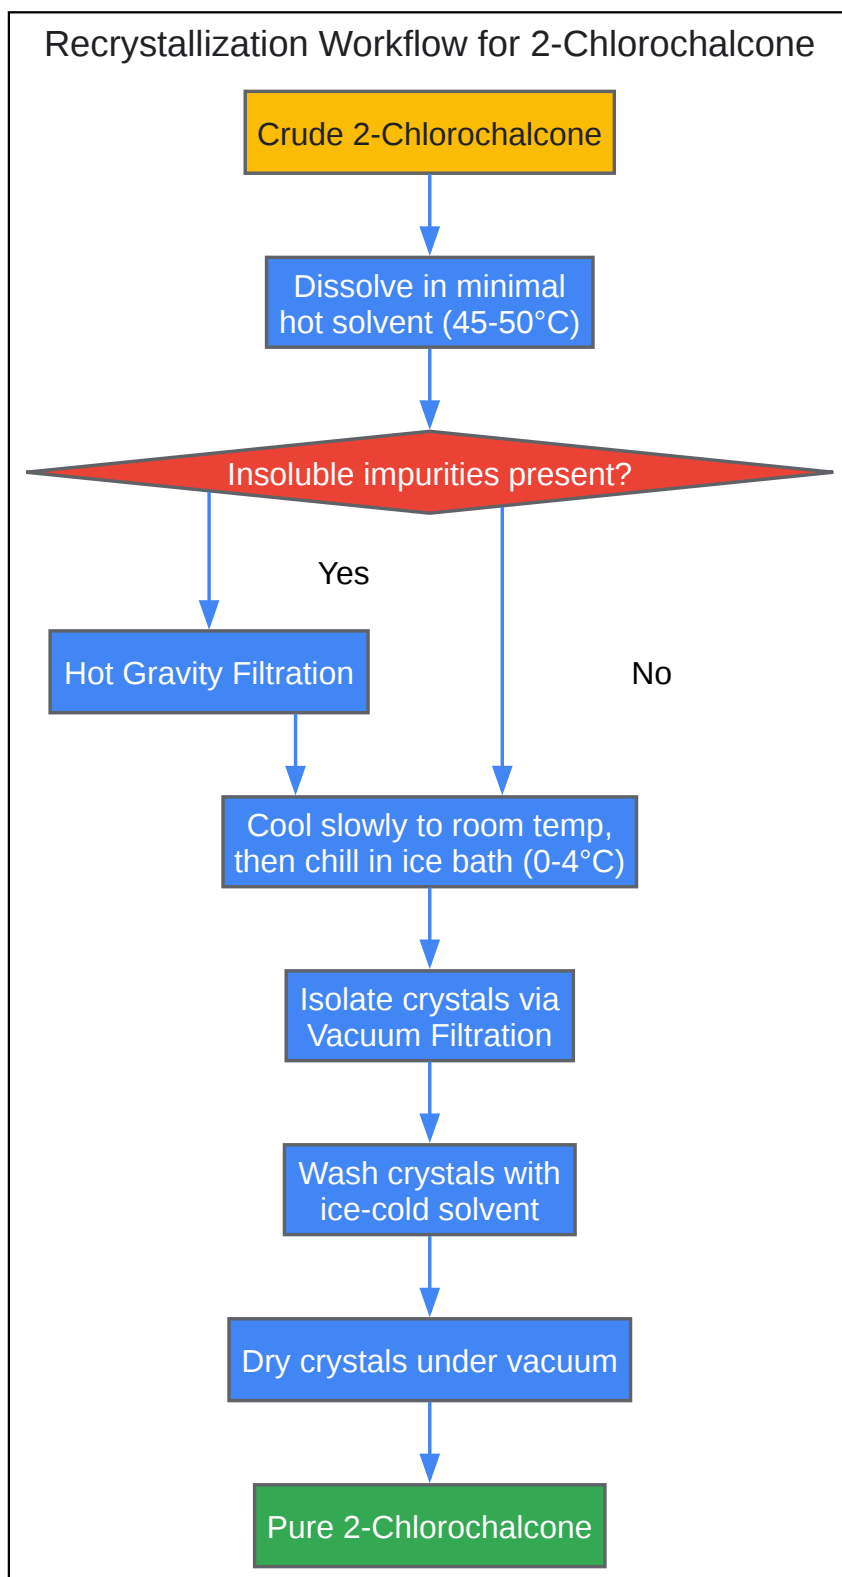 Recrystallization Workflow for 2-Chlorochalcone
Crude 2-Chlorochalcone
Dissolve in minimal
hot solvent (45-50°C)
Insoluble impurities present?
Yes
Hot Gravity Filtration
No
Cool slowly to room temp,
then chill in ice bath (0-4°C)
Isolate crystals via
Vacuum Filtration
Wash crystals with
ice-cold solvent
Dry crystals under vacuum
Pure 2-Chlorochalcone